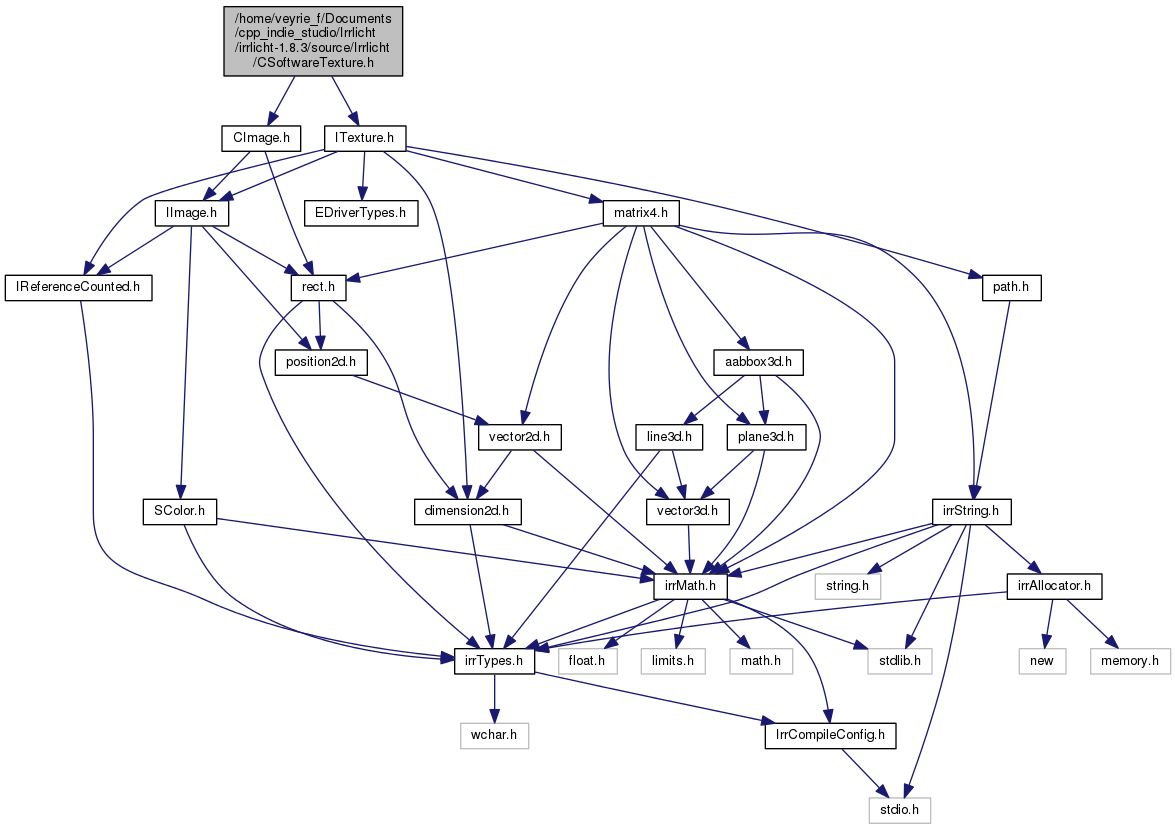 /home/veyrie_f/Documents
/cpp_indie_studio/Irrlicht
/irrlicht-1.8.3/source/Irrlicht
/CSoftwareTexture.h
CImage.h
ITexture.h
IImage.h
EDriverTypes.h
matrix4.h
IReferenceCounted.h
rect.h
path.h
position2d.h
aabbox3d.h
vector2d.h
line3d.h
plane3d.h
SColor.h
dimension2d.h
vector3d.h
irrString.h
irrMath.h
string.h
irrAllocator.h
irrTypes.h
float.h
limits.h
math.h
stdlib.h
new
memory.h
wchar.h
IrrCompileConfig.h
stdio.h